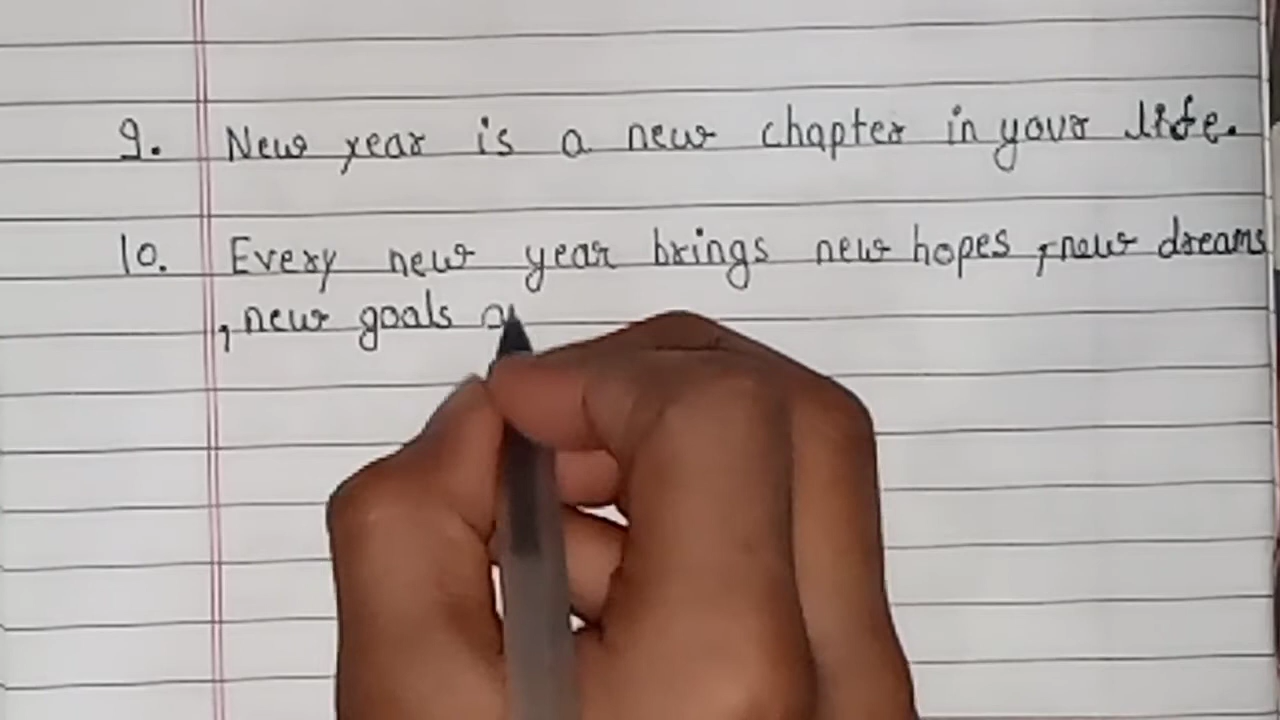 9. New year is a new chapter in your life.
10. Every new year brings new hopes , new dreams
, new goals a